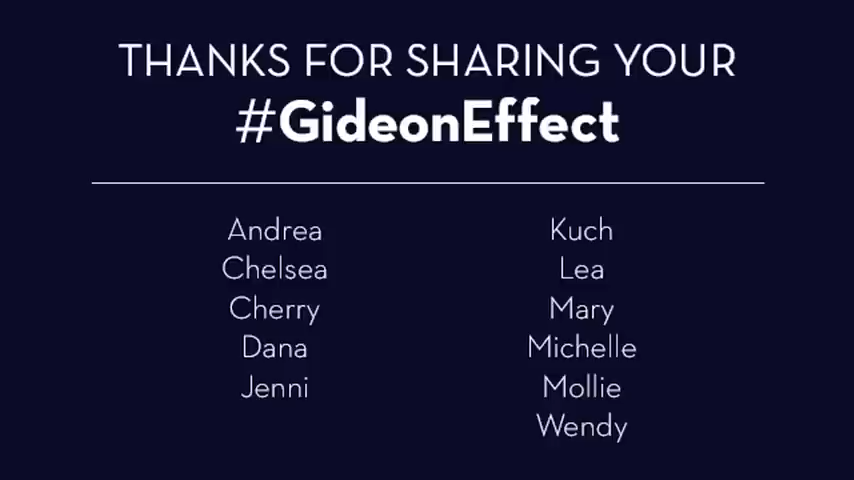 THANKS FOR SHARING YOUR
#GideonEffect
Andrea
Chelsea
Cherry
Dana
Jenni
Kuch
Lea
Mary
Michelle
Mollie
Wendy